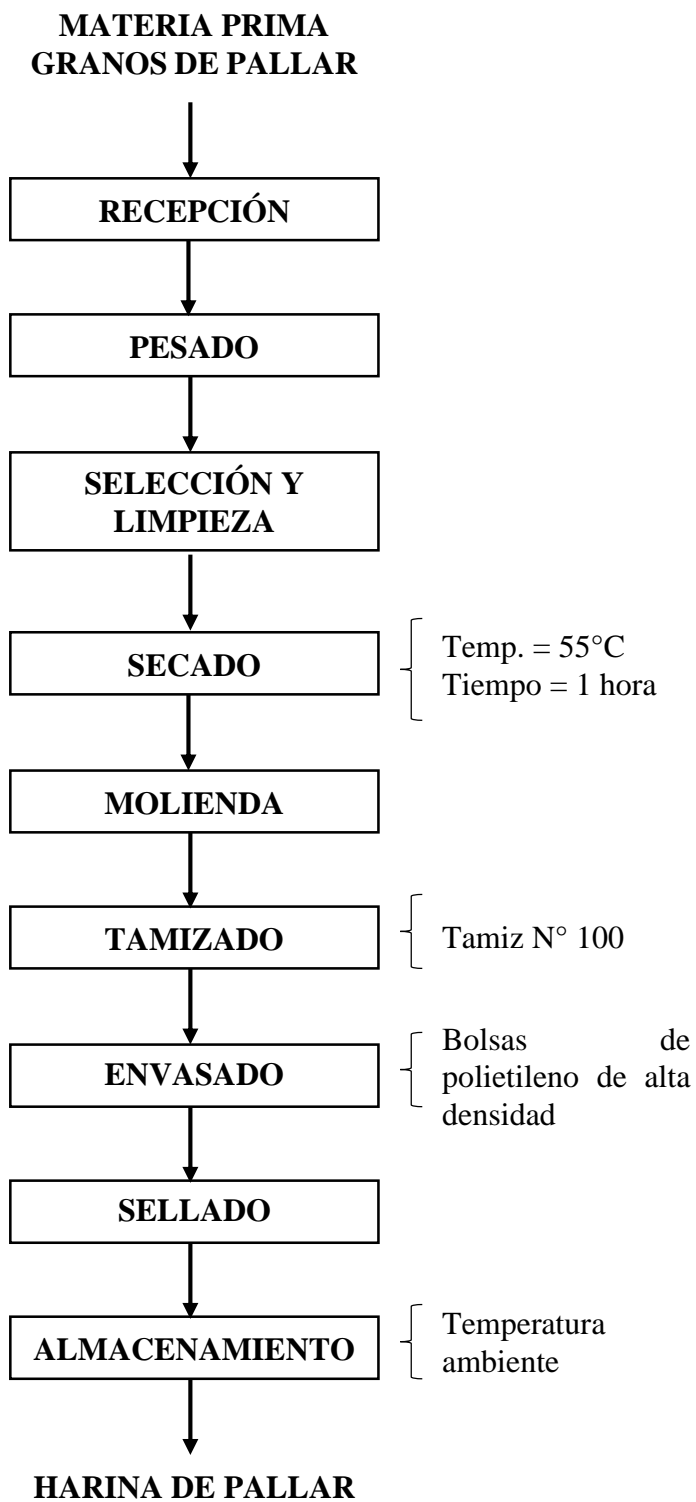 MATERIA PRIMA
GRANOS DE PALLAR
RECEPCIÓN
PESADO
SELECCIÓN Y
LIMPIEZA
SECADO
Temp. = 55°C
Tiempo = 1 hora
MOLIENDA
TAMIZADO
Tamiz N° 100
ENVASADO
Bolsas de
polietileno de alta
densidad
SELLADO
ALMACENAMIENTO
Temperatura
ambiente
HARINA DE PALLAR